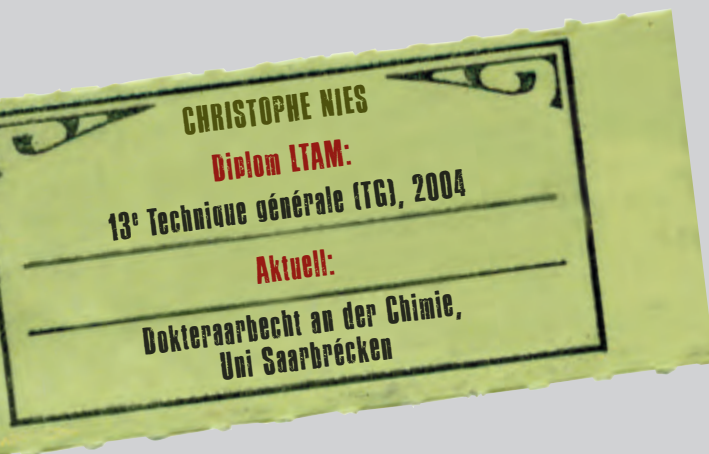 CHRISTOPHE NIES
Diplom LTAM:
13e Technique générale (TG), 2004
Aktuell:
Dokteraarbecht an der Chimie,
Uni Saarbrécken